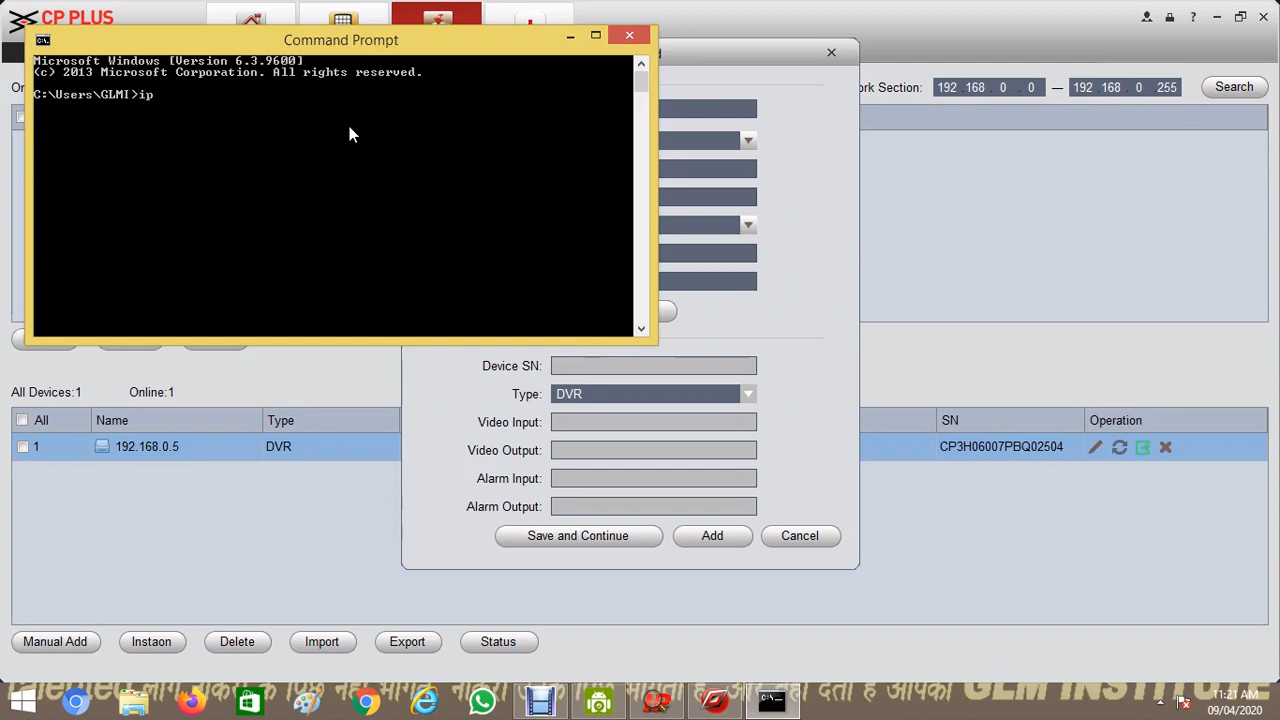 CP PLUS
Command Prompt
Microsoft Windows [Version 6.3.9600]
(c) 2013 Microsoft Corporation. All rights reserved.
C:\Users\GLMI>ip
rk Section: 192 .168 . 0 . 0 — 192 .168 . 0 .255 Search
Device SN:
Type: DVR
Video Input:
Video Output:
Alarm Input:
Alarm Output:
Save and Continue Add Cancel
All Devices:1 Online:1
All Name Type SN Operation
1 192.168.0.5 DVR CP3H06007PBQ02504
Manual Add Instaon Delete Import Export Status
GLM INSTITUTE
11:21 AM
09/04/2020